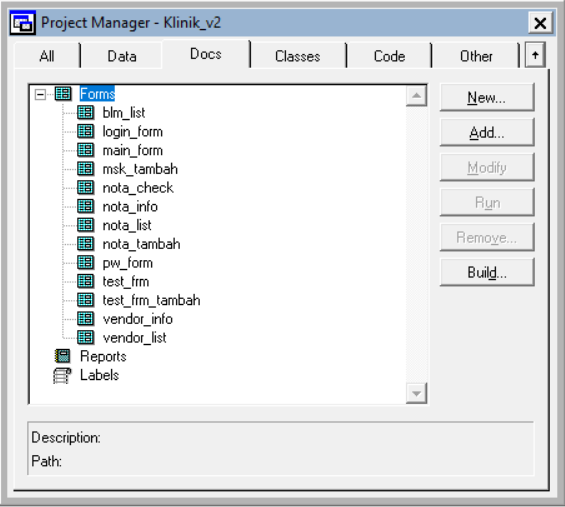 Project Manager - Klinik_v2
All Data Docs Classes Code Other
Forms
blm_list
login_form
main_form
msk_tambah
nota_check
nota_info
nota_list
nota_tambah
pw_form
test_frm
test_frm_tambah
vendor_info
vendor_list
Reports
Labels
New...
Add...
Modify
Run
Remove...
Build...
Description:
Path: